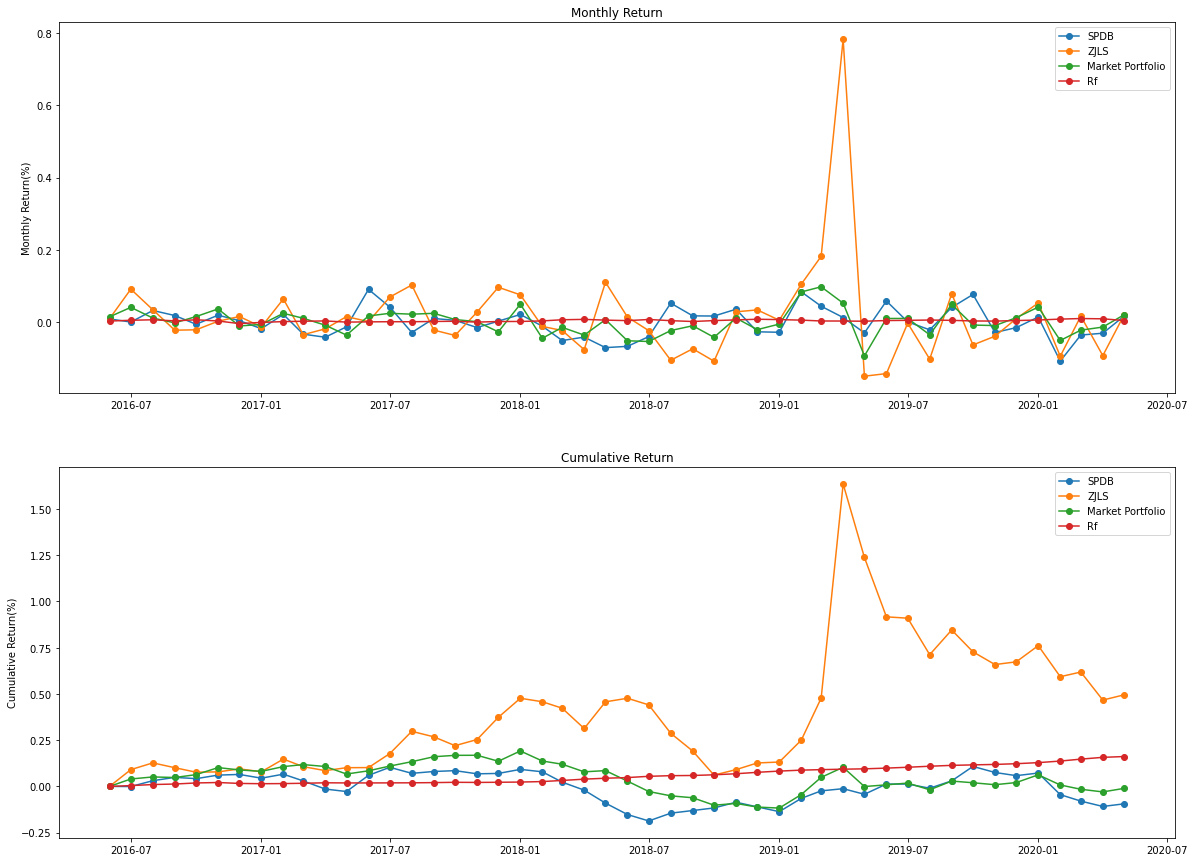 Monthly Return
Monthly Return(%)
0.8
0.6
0.4
0.2
0.0
SPDB
ZJLS
Market Portfolio
Rf
2016-07
2017-01
2017-07
2018-01
2018-07
2019-01
2019-07
2020-01
2020-07
Cumulative Return
Cumulative Return(%)
1.50
1.25
1.00
0.75
0.50
0.25
0.00
−0.25
SPDB
ZJLS
Market Portfolio
Rf
2016-07
2017-01
2017-07
2018-01
2018-07
2019-01
2019-07
2020-01
2020-07